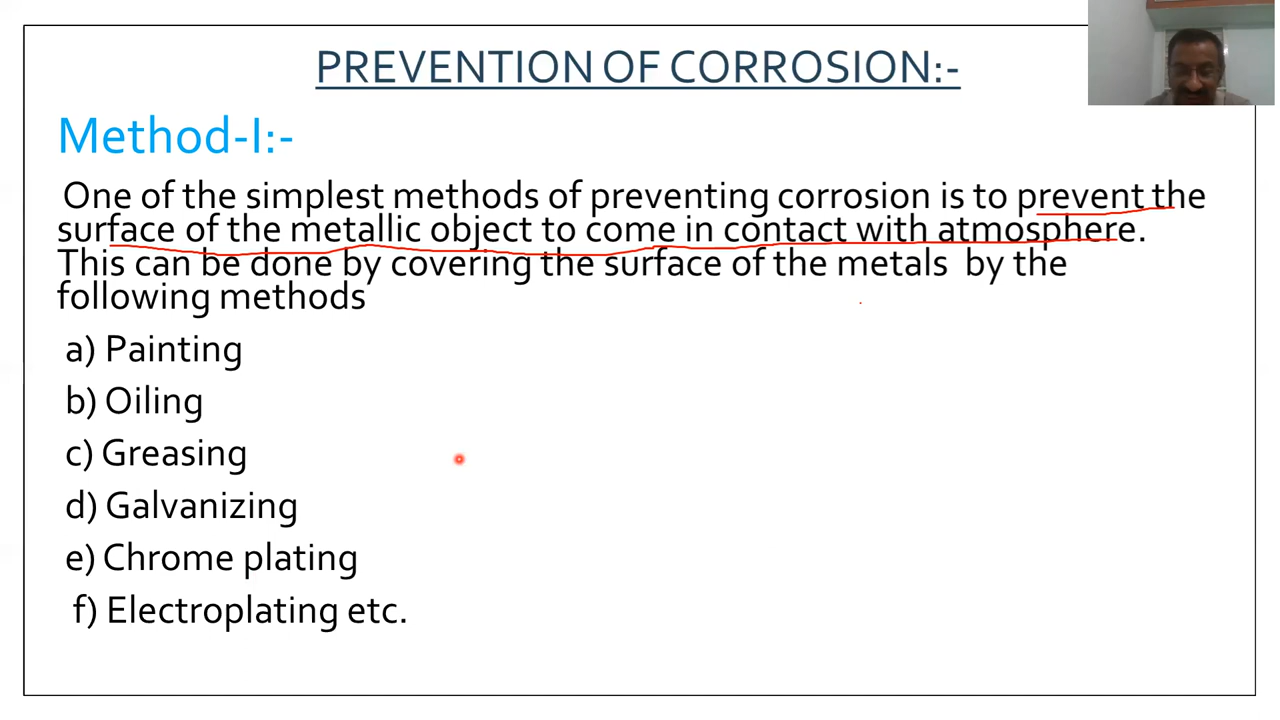 PREVENTION OF CORROSION:-
Method-I:-
One of the simplest methods of preventing corrosion is to prevent the
surface of the metallic object to come in contact with atmosphere.
This can be done by covering the surface of the metals by the
following methods
a) Painting
b) Oiling
c) Greasing
d) Galvanizing
e) Chrome plating
f) Electroplating etc.